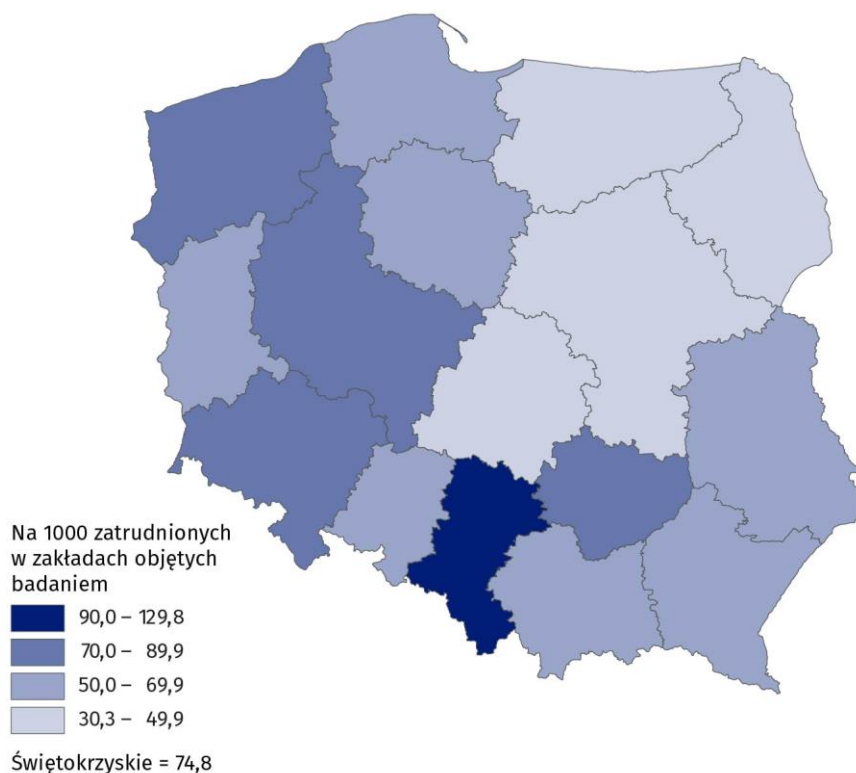 Na 1000 zatrudnionych
w zakładach objętych
badaniem
90,0 – 129,8
70,0 – 89,9
50,0 – 69,9
30,3 – 49,9
Świętokrzyskie = 74,8